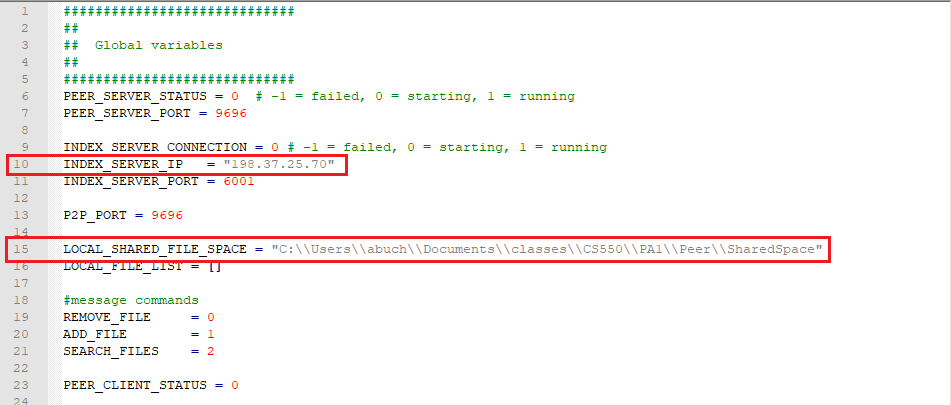 1 #############################
2 ##
3 ##  Global variables
4 ##
5 #############################
6 PEER_SERVER_STATUS = 0  # -1 = failed, 0 = starting, 1 = running
7 PEER_SERVER_PORT = 9696
8
9 INDEX_SERVER_CONNECTION = 0 # -1 = failed, 0 = starting, 1 = running
10 INDEX_SERVER_IP   = "198.37.25.70"
11 INDEX_SERVER_PORT = 6001
12
13 P2P_PORT = 9696
14
15 LOCAL_SHARED_FILE_SPACE = "C:\\Users\\abuch\\Documents\\classes\\CS550\\PA1\\Peer\\SharedSpace"
16 LOCAL_FILE_LIST = []
17
18 #message commands
19 REMOVE_FILE     = 0
20 ADD_FILE        = 1
21 SEARCH_FILES    = 2
22
23 PEER_CLIENT_STATUS = 0
24